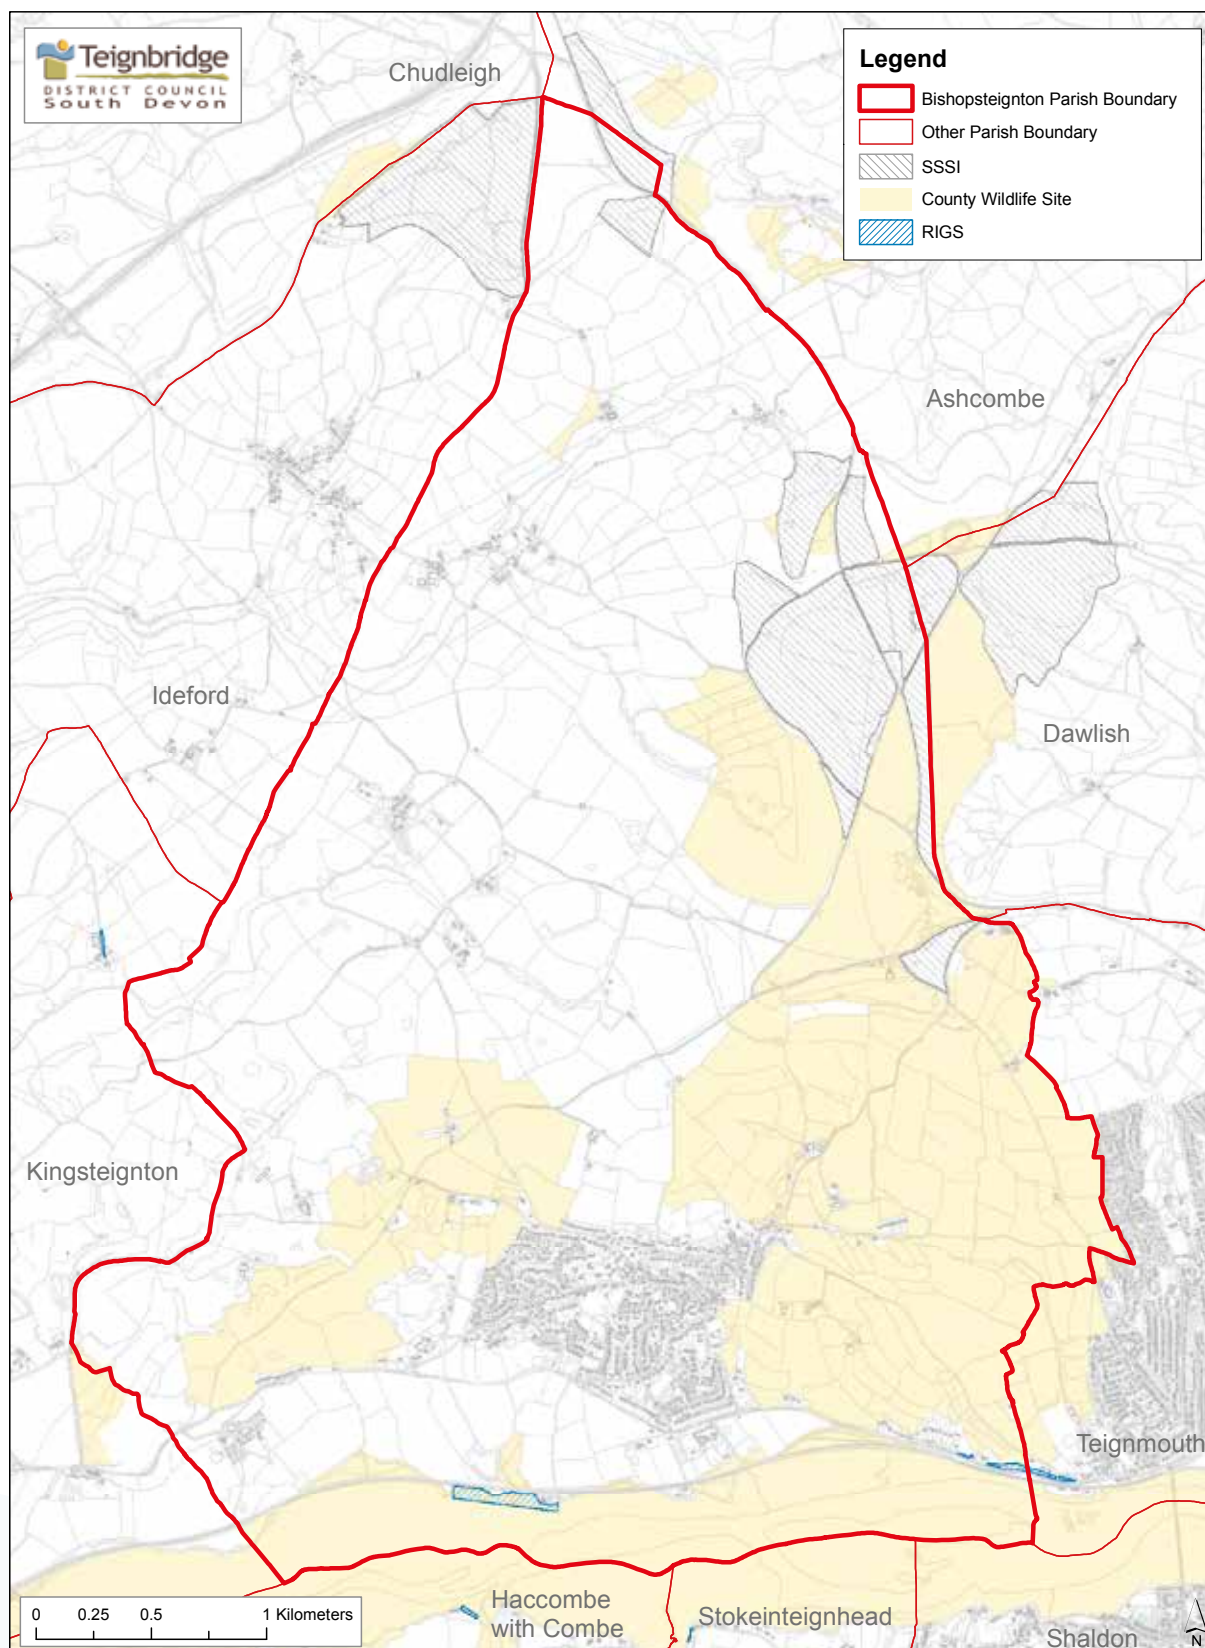 Teignbridge
DISTRICT COUNCIL
South Devon
Chudleigh
Legend
Bishopsteignton Parish Boundary
Other Parish Boundary
SSSI
County Wildlife Site
RIGS
Ashcombe
Ideford
Dawlish
Kingsteignton
Teignmouth
Haccombe
with Combe
Stokeinteignhead
Shaldon
0 0.25 0.5 1 Kilometers
N